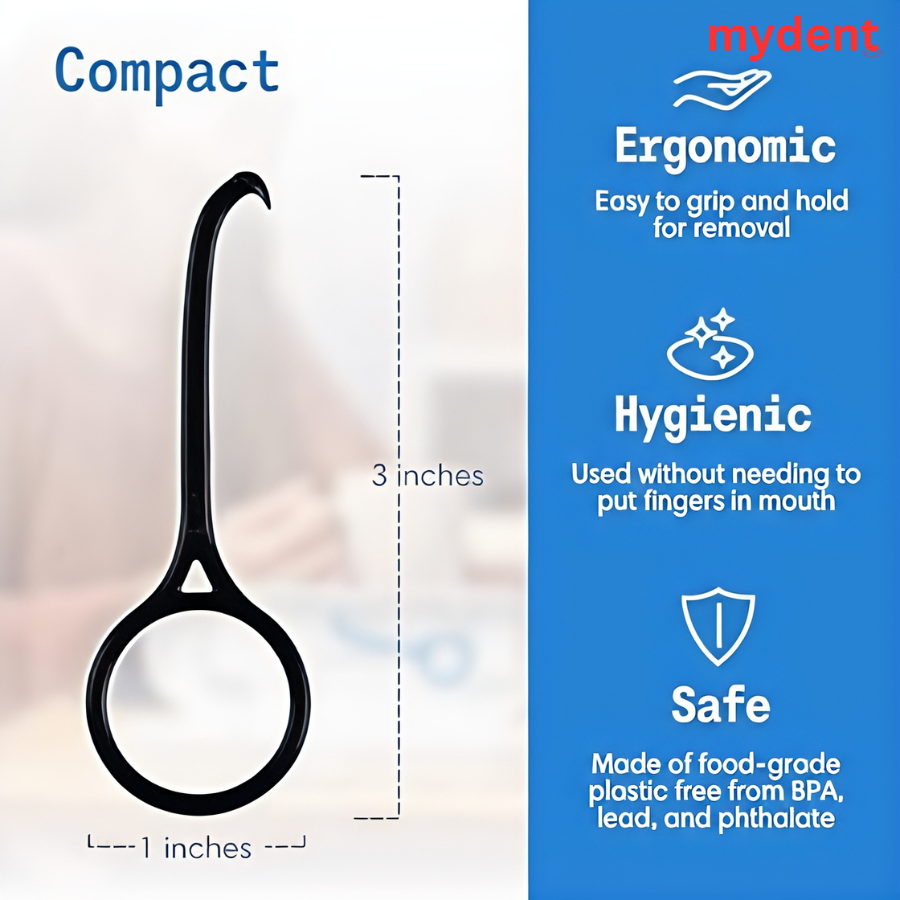 Compact
3 inches
1 inches
mydent
Ergonomic
Easy to grip and hold
for removal
Hygienic
Used without needing to
put fingers in mouth
Safe
Made of food-grade
plastic free from BPA,
lead, and phthalate